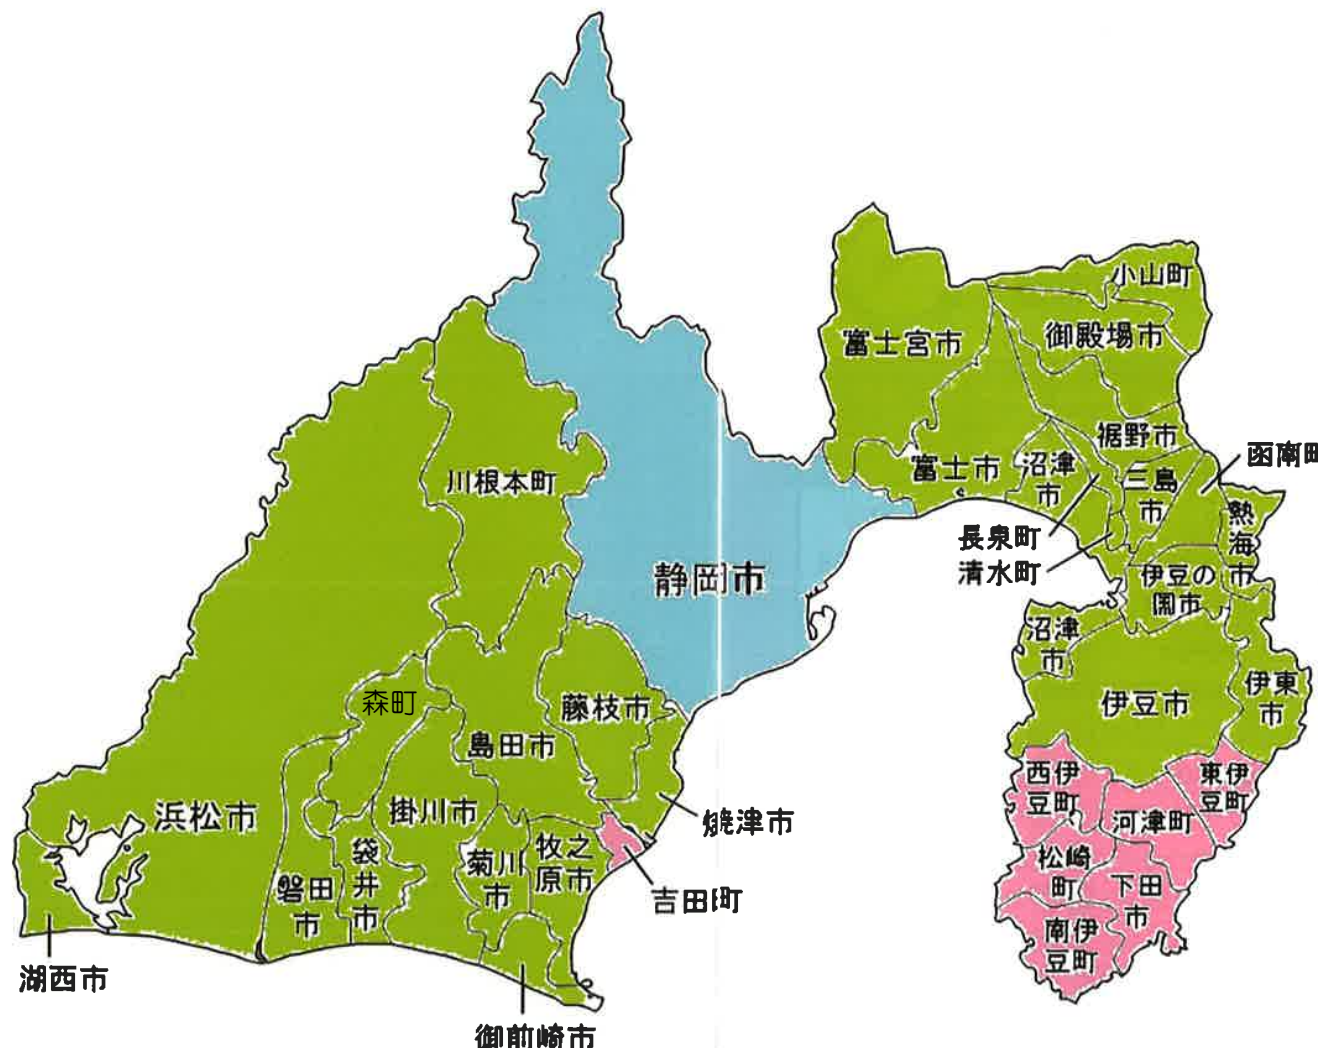 小山町
御殿場市
富士宮市
裾野市
函南町
富士市
沼津
市
三島
市
熱
海
市
川根本町
長泉町
清水町
伊豆の
国市
静岡市
沼津
市
伊豆市
伊東
市
森町
藤枝市
島田市
西伊
豆町
東伊
豆町
浜松市
掛川市
焼津市
河津町
袋
井
市
菊川
市
牧之
原市
松崎
町
下田
市
磐田
市
吉田町
南伊
豆町
湖西市
御前崎市